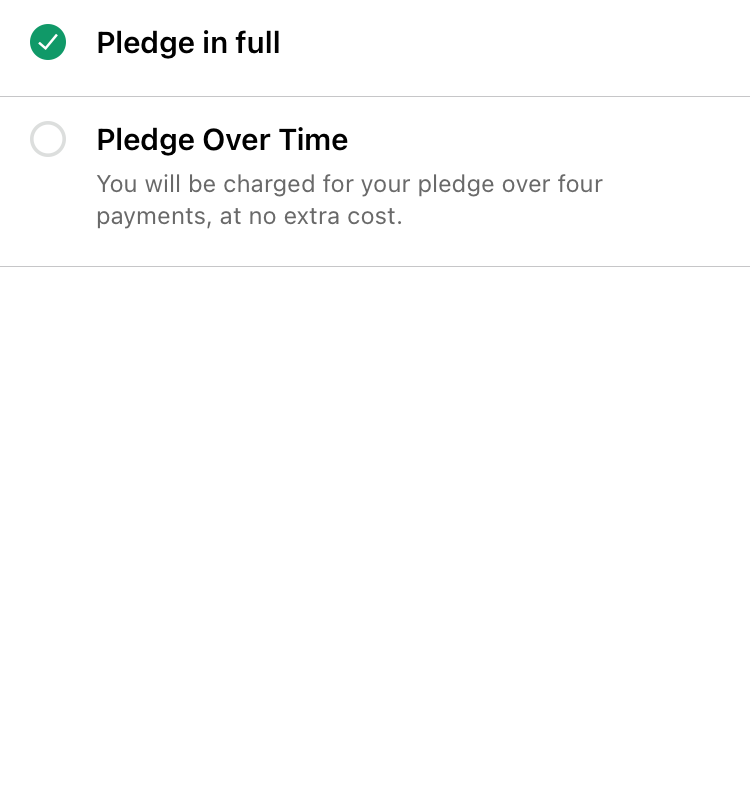 Pledge in full
Pledge Over Time
You will be charged for your pledge over four
payments, at no extra cost.